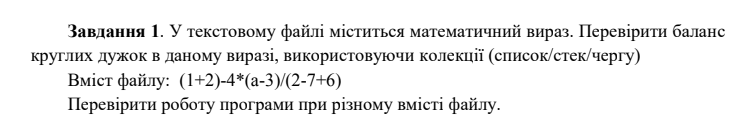 Завдання 1. У текстовому файлі міститься математичний вираз. Перевірити баланс
круглих дужок в даному виразі, використовуючи колекції (список/стек/чергу)
Вміст файлу:  (1+2)-4*(a-3)/(2-7+6)
Перевірити роботу програми при різному вмісті файлу.